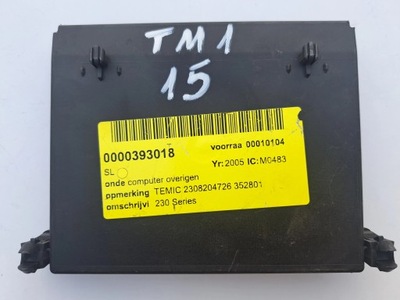 TM1
15
0000393018 voorraa 00010104
SL Yr: 2005 IC: M0483
onde computer overigen
ppmerking TEMIC 2308204726 352801
omschrijvi 230 Series